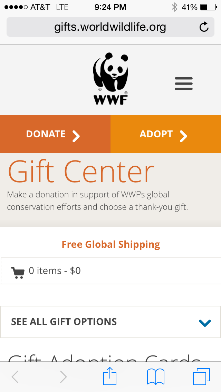 AT&T LTE 9:24 PM 41%
gifts.worldwildlife.org
WWF
DONATE ADOPT
Gift Center
Make a donation in support of WWF's global
conservation efforts and choose a thank-you gift.
Free Global Shipping
0 items - $0
SEE ALL GIFT OPTIONS
Gift Adoption Cards